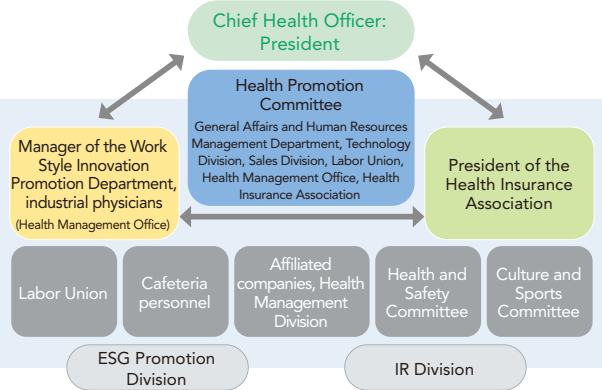 Chief Health Officer:
President
Health Promotion
Committee
General Affairs and Human Resources
Management Department, Technology
Division, Sales Division, Labor Union,
Health Management Office, Health
Insurance Association
Manager of the Work
Style Innovation
Promotion Department,
industrial physicians
(Health Management Office)
President of the
Health Insurance
Association
Labor Union
Cafeteria
personnel
Affiliated
companies, Health
Management
Division
Health and
Safety
Committee
Culture and
Sports
Committee
ESG Promotion
Division
IR Division